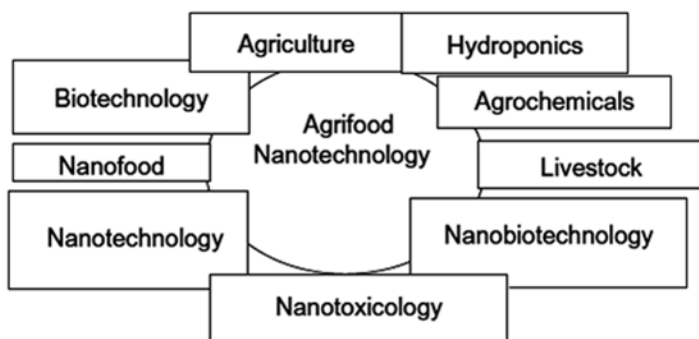 Agriculture
Hydroponics
Biotechnology
Agrochemicals
Agrifood
Nanotechnology
Nanofood
Livestock
Nanotechnology
Nanobiotechnology
Nanotoxicology